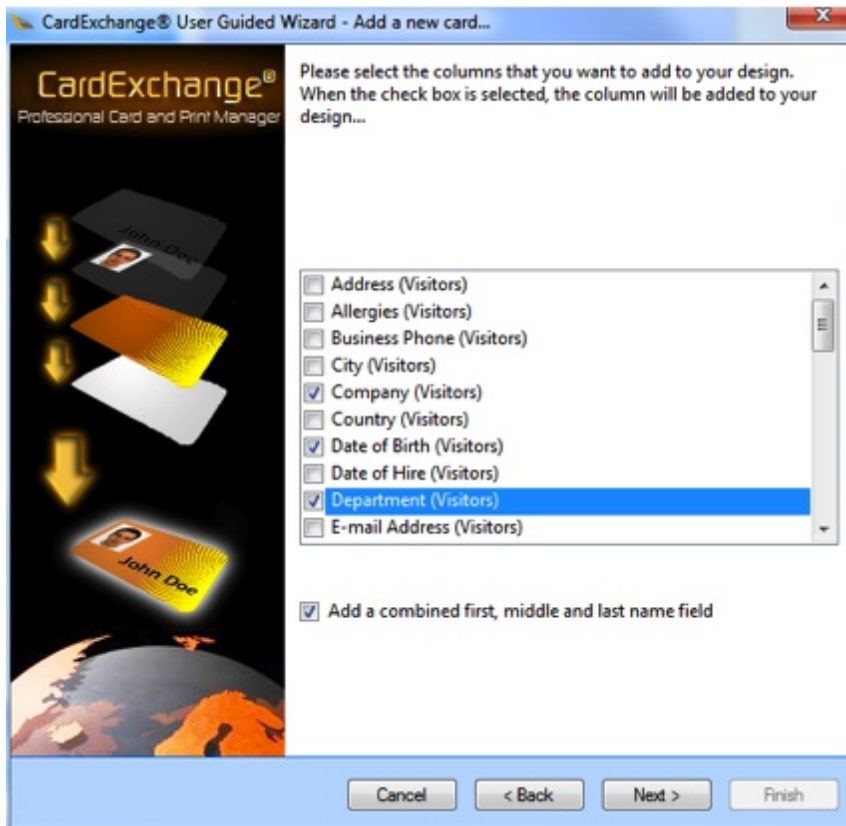 CardExchange® User Guided Wizard - Add a new card...
CardExchange®
Professional Card and Print Manager
Please select the columns that you want to add to your design.
When the check box is selected, the column will be added to your
design...
John Doe
John Doe
Address (Visitors)
Allergies (Visitors)
Business Phone (Visitors)
City (Visitors)
Company (Visitors)
Country (Visitors)
Date of Birth (Visitors)
Date of Hire (Visitors)
Department (Visitors)
E-mail Address (Visitors)
Add a combined first, middle and last name field
Cancel
< Back
Next >
Finish